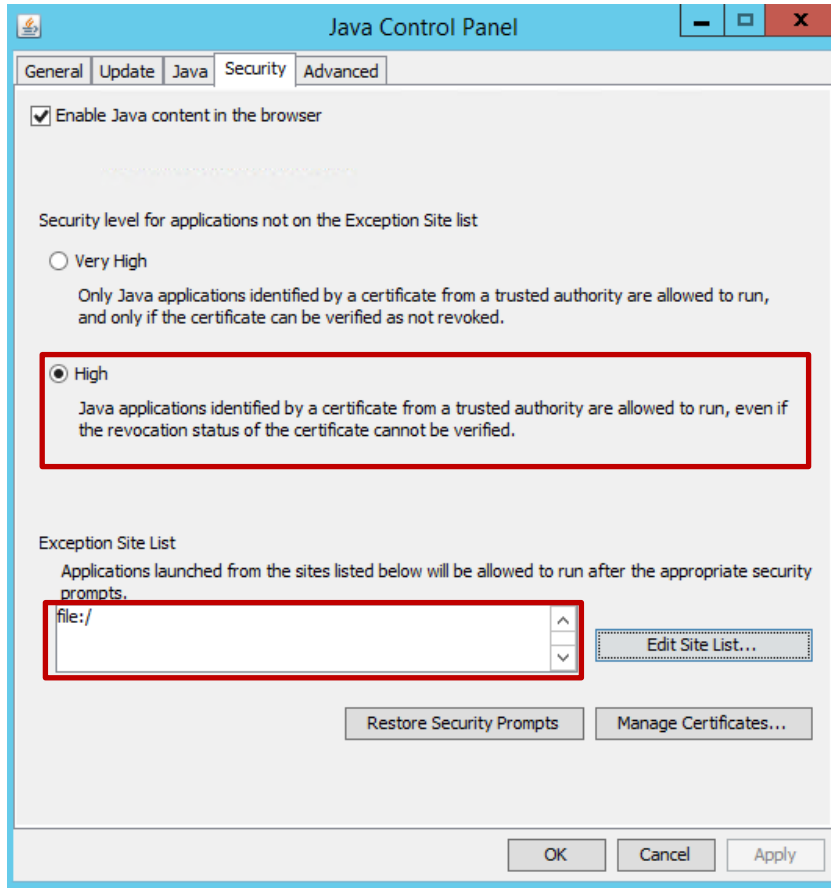 Java Control Panel
General Update Java Security Advanced
Enable Java content in the browser
Security level for applications not on the Exception Site list
Very High
Only Java applications identified by a certificate from a trusted authority are allowed to run,
and only if the certificate can be verified as not revoked.
High
Java applications identified by a certificate from a trusted authority are allowed to run, even if
the revocation status of the certificate cannot be verified.
Exception Site List
Applications launched from the sites listed below will be allowed to run after the appropriate security
prompts.
file:/
Edit Site List...
Restore Security Prompts Manage Certificates...
OK Cancel Apply